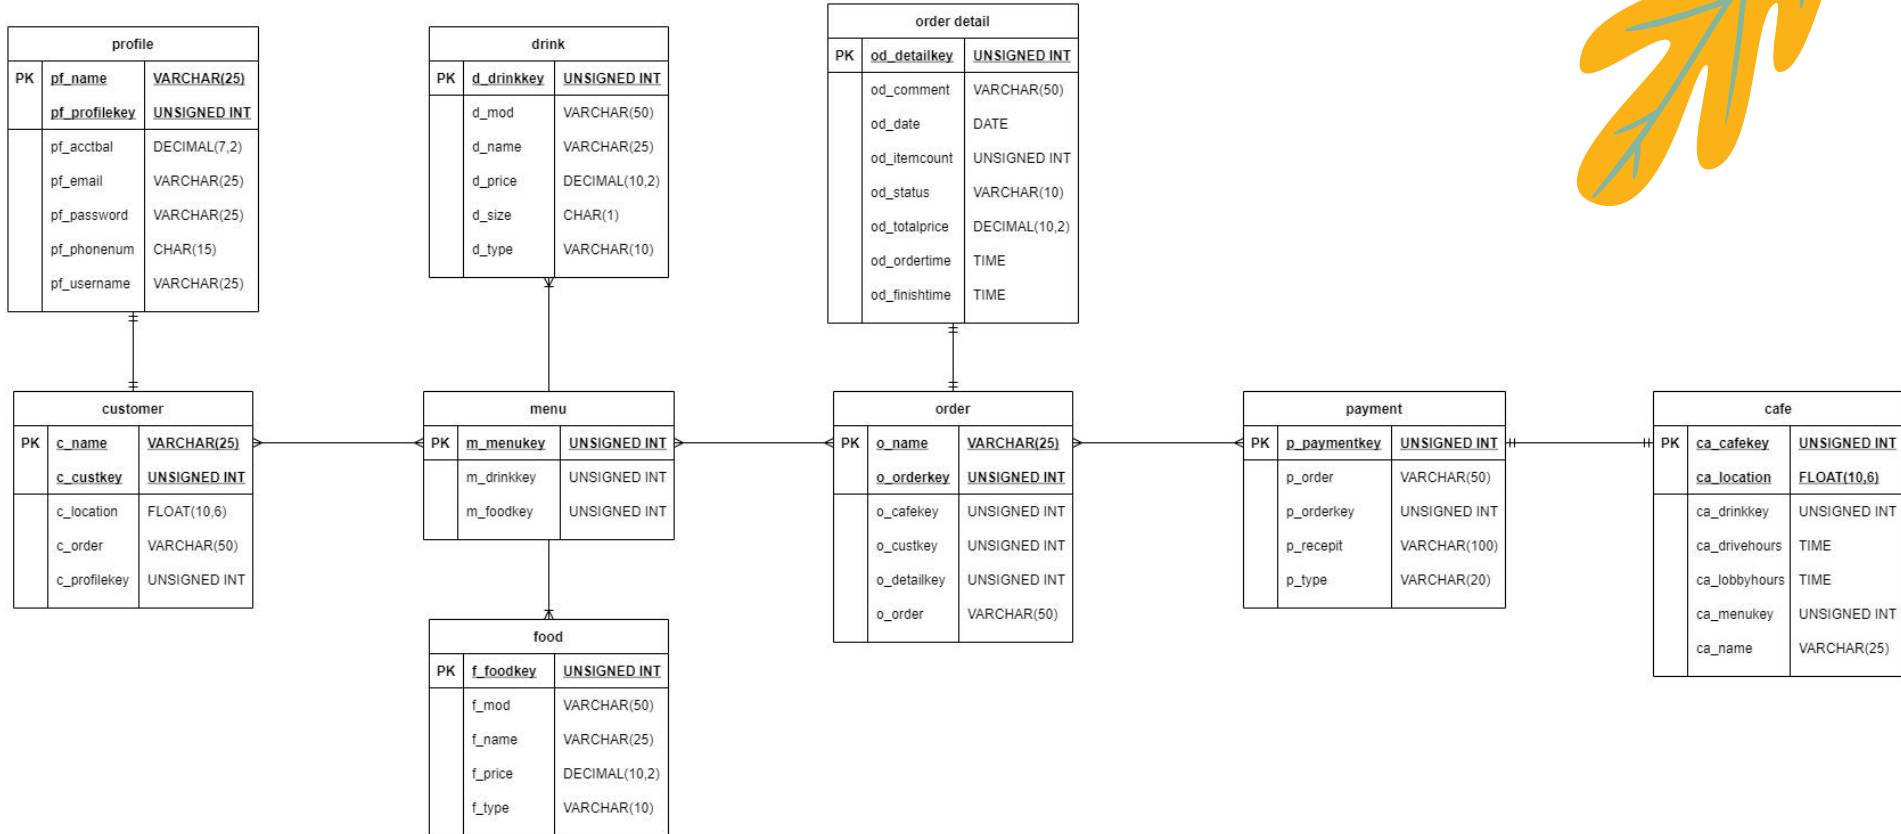 profile
PK pf_name VARCHAR(25)
pf_profilekey UNSIGNED INT
pf_acctbal DECIMAL(7,2)
pf_email VARCHAR(25)
pf_password VARCHAR(25)
pf_phonenum CHAR(15)
pf_username VARCHAR(25)
drink
PK d_drinkkey UNSIGNED INT
d_mod VARCHAR(50)
d_name VARCHAR(25)
d_price DECIMAL(10,2)
d_size CHAR(1)
d_type VARCHAR(10)
order detail
PK od_detailkey UNSIGNED INT
od_comment VARCHAR(50)
od_date DATE
od_itemcount UNSIGNED INT
od_status VARCHAR(10)
od_totalprice DECIMAL(10,2)
od_ordertime TIME
od_finishtime TIME
customer
PK c_name VARCHAR(25)
c_custkey UNSIGNED INT
c_location FLOAT(10,6)
c_order VARCHAR(50)
c_profilekey UNSIGNED INT
menu
PK m_menukey UNSIGNED INT
m_drinkkey UNSIGNED INT
m_foodkey UNSIGNED INT
order
PK o_name VARCHAR(25)
o_orderkey UNSIGNED INT
o_cafekey UNSIGNED INT
o_custkey UNSIGNED INT
o_detailkey UNSIGNED INT
o_order VARCHAR(50)
payment
PK p_paymentkey UNSIGNED INT
p_order VARCHAR(50)
p_orderkey UNSIGNED INT
p_recepit VARCHAR(100)
p_type VARCHAR(20)
cafe
PK ca_cafekey UNSIGNED INT
ca_location FLOAT(10,6)
ca_drinkkey UNSIGNED INT
ca_drivehours TIME
ca_lobbyhours TIME
ca_menukey UNSIGNED INT
ca_name VARCHAR(25)
food
PK f_foodkey UNSIGNED INT
f_mod VARCHAR(50)
f_name VARCHAR(25)
f_price DECIMAL(10,2)
f_type VARCHAR(10)